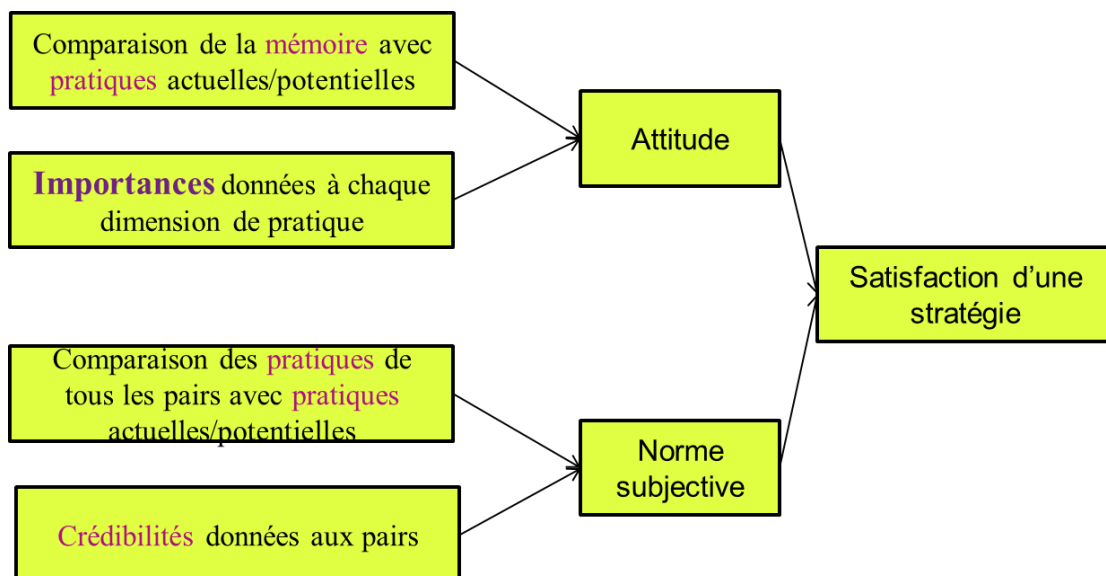 Comparaison de la mémoire avec
pratiques actuelles/potentielles
Importances données à chaque
dimension de pratique
Attitude
Satisfaction d'une
stratégie
Comparaison des pratiques de
tous les pairs avec pratiques
actuelles/potentielles
Norme
subjective
Crédibilités données aux pairs